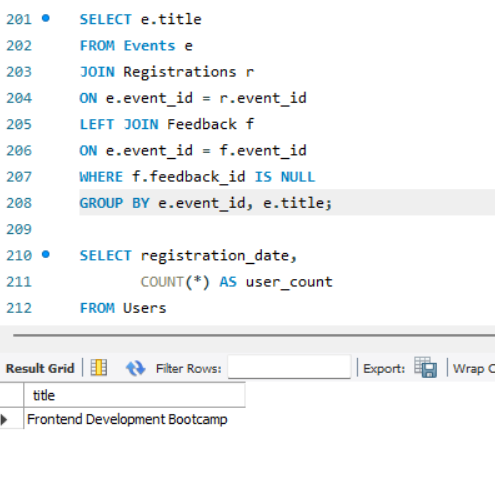 201 SELECT e.title
202 FROM Events e
203 JOIN Registrations r
204 ON e.event_id = r.event_id
205 LEFT JOIN Feedback f
206 ON e.event_id = f.event_id
207 WHERE f.feedback_id IS NULL
208 GROUP BY e.event_id, e.title;
209
210 SELECT registration_date,
211 COUNT(*) AS user_count
212 FROM Users
Result Grid Filter Rows: Export: Wrap C
title
Frontend Development Bootcamp